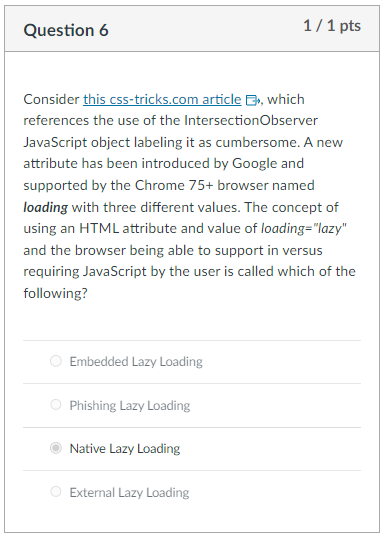 Question 6
1 / 1 pts
Consider this css-tricks.com article , which
references the use of the IntersectionObserver
JavaScript object labeling it as cumbersome. A new
attribute has been introduced by Google and
supported by the Chrome 75+ browser named
loading with three different values. The concept of
using an HTML attribute and value of loading="lazy"
and the browser being able to support in versus
requiring JavaScript by the user is called which of the
following?
Embedded Lazy Loading
Phishing Lazy Loading
Native Lazy Loading
External Lazy Loading